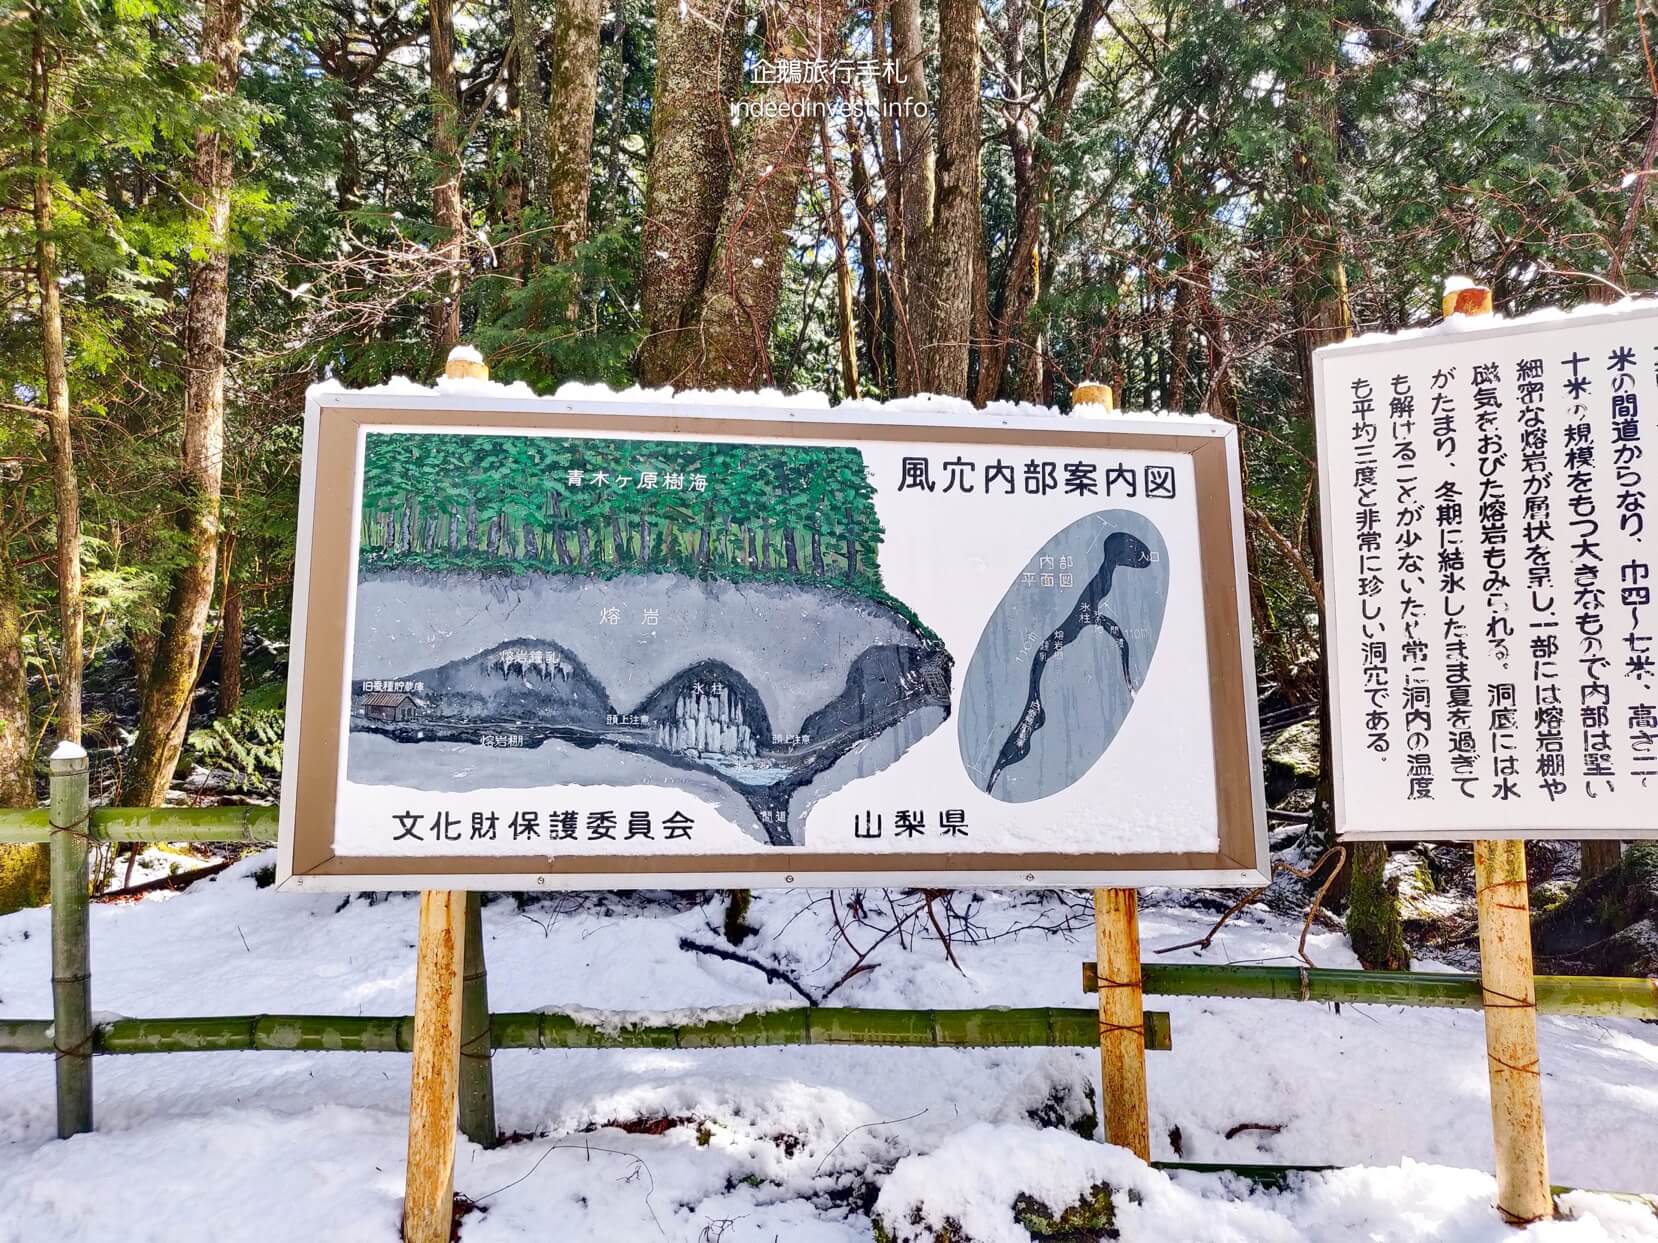 企鵝旅行手札
indeedinvest.info
風穴内部案内図
青木ヶ原樹海
熔岩
熔岩鐘乳
旧蚕種貯蔵庫
氷柱
頭上注意
頭上注意
熔岩棚
間道
内部
平面図
入口
氷柱
熔岩棚
文化財保護委員会
山梨県
米の間道からなり、巾四〜七米、高さ二
十米の規模をもつ大きなもので内部は堅い
細密な熔岩が層状を呈し一部には熔岩棚や
磁気をおびた熔岩もみられる。洞底には水
がたまり、冬期に結氷したまま夏を過ぎて
も解けることが少ないため常に洞内の温度
も平均三度と非常に珍しい洞穴である。